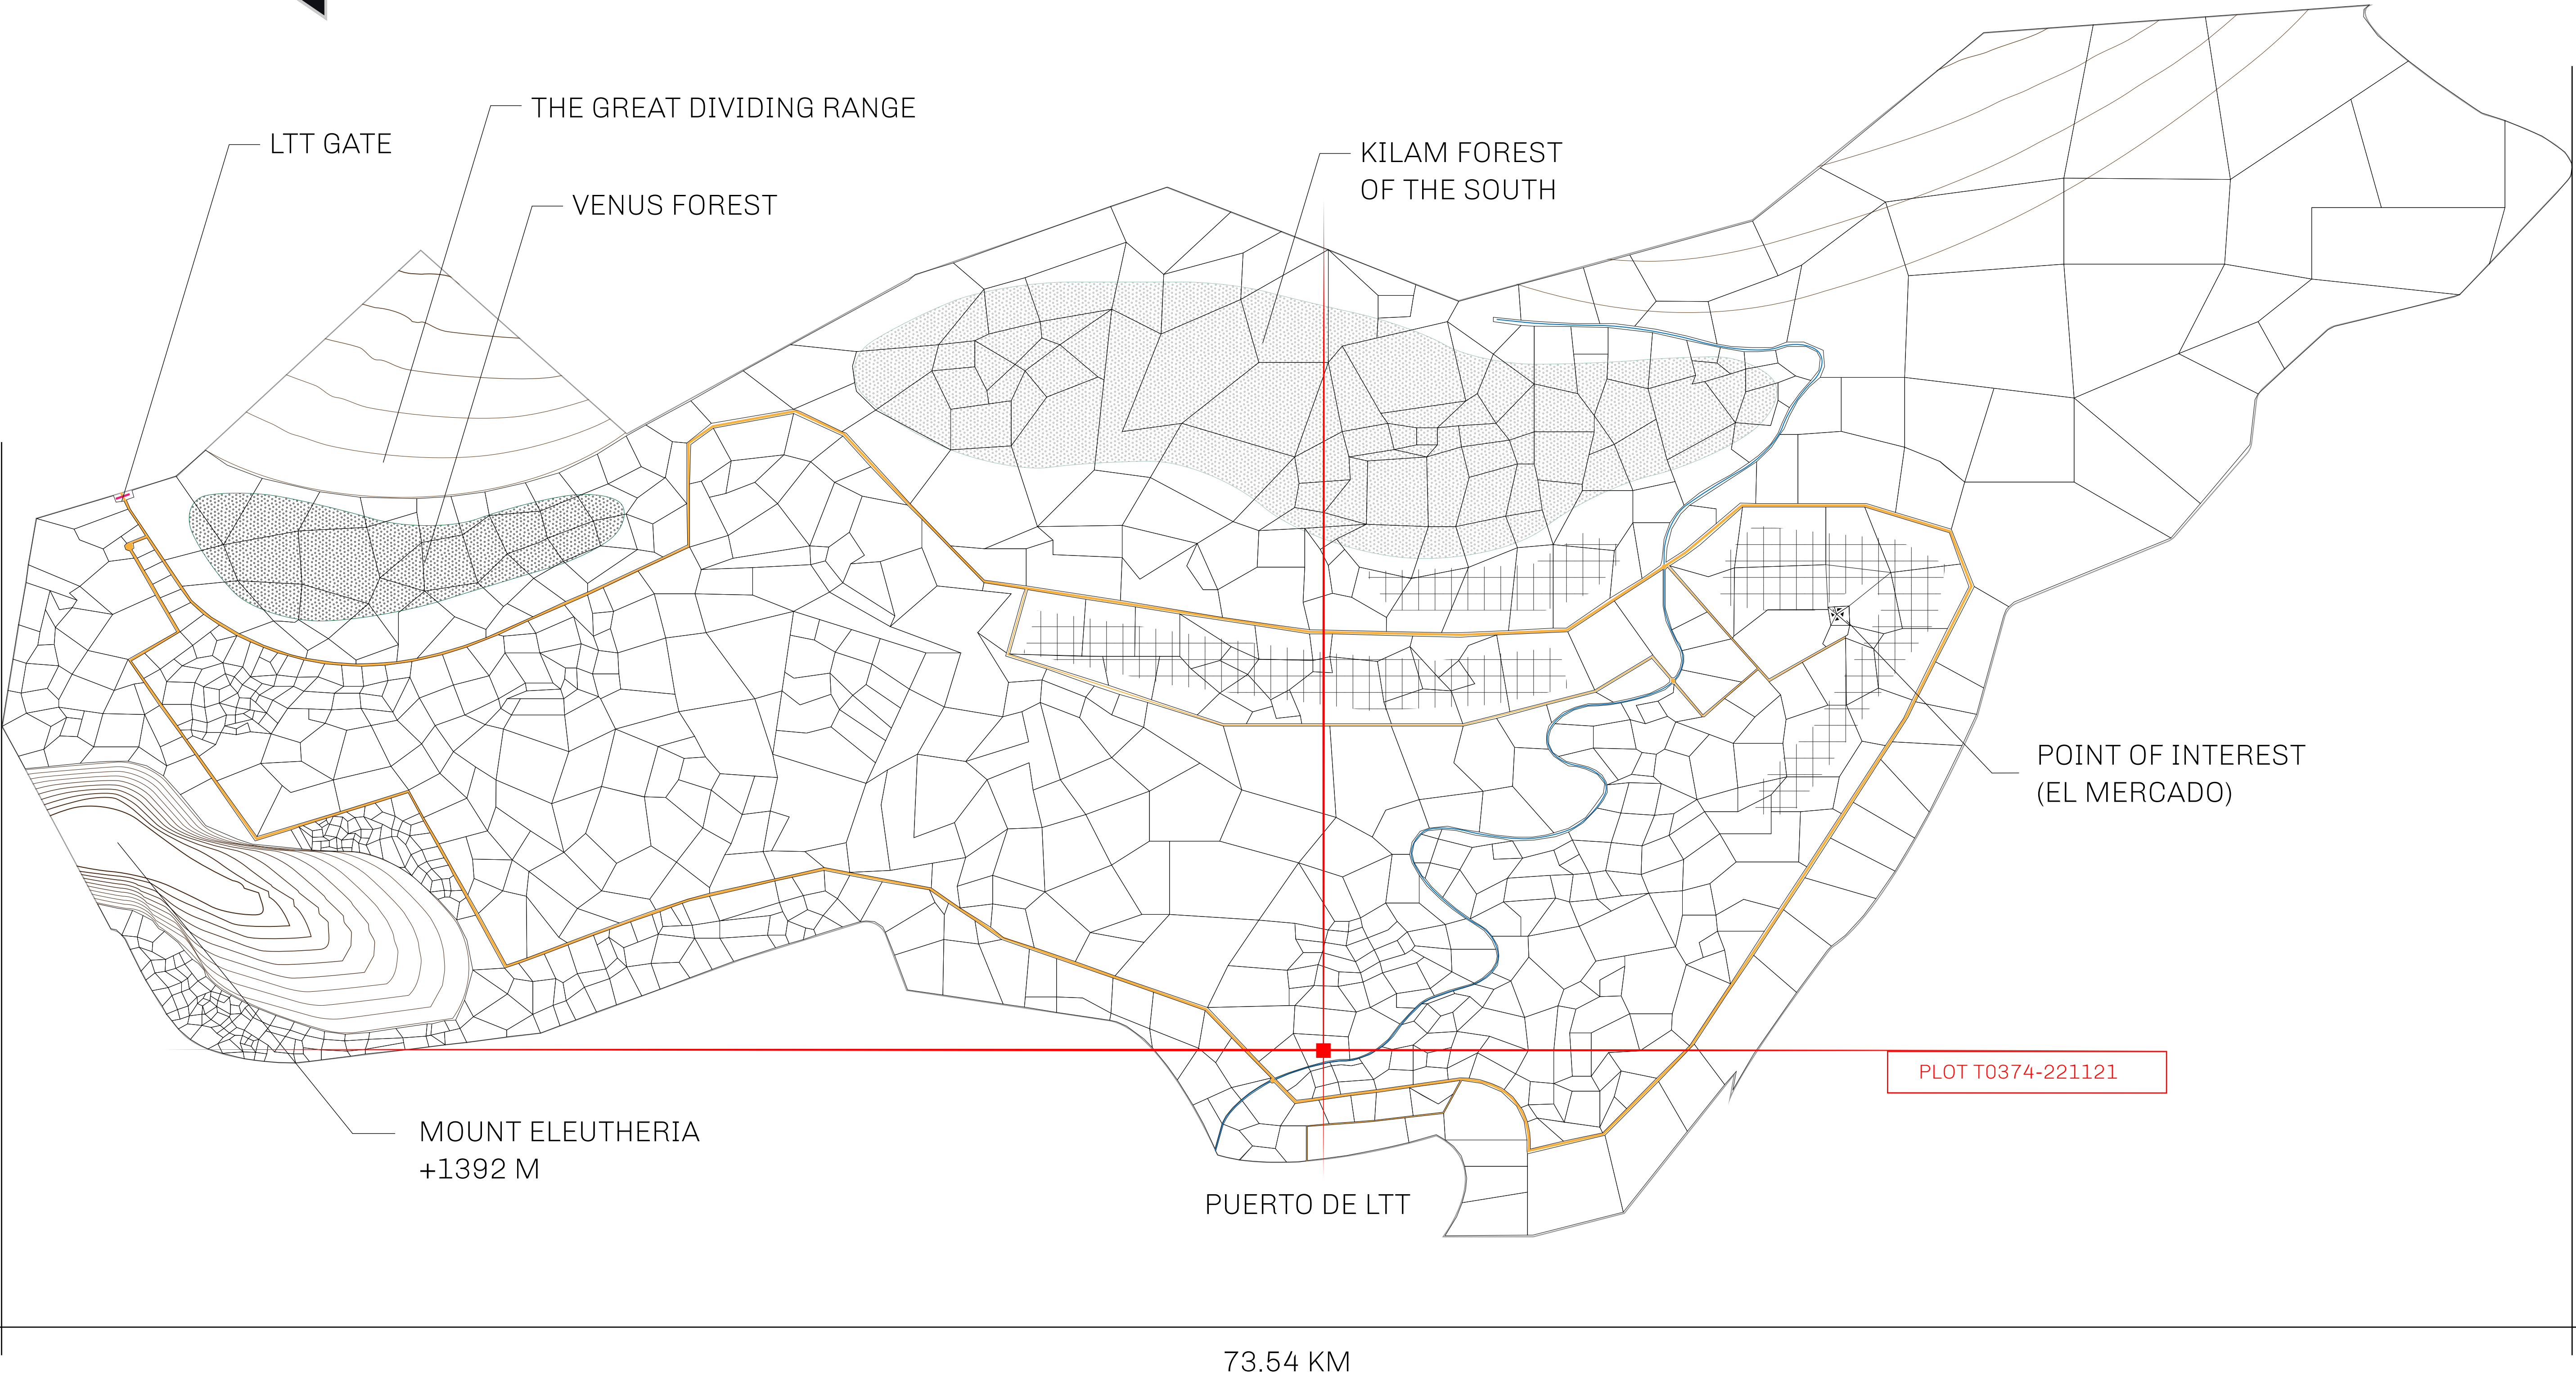 THE GREAT DIVIDING RANGE
LTT GATE
KILAM FOREST
OF THE SOUTH
VENUS FOREST
POINT OF INTEREST
(EL MERCADO)
PLOT T0374-221121
MOUNT ELEUTHERIA
+1392 M
PUERTO DE LTT
73.54 KM